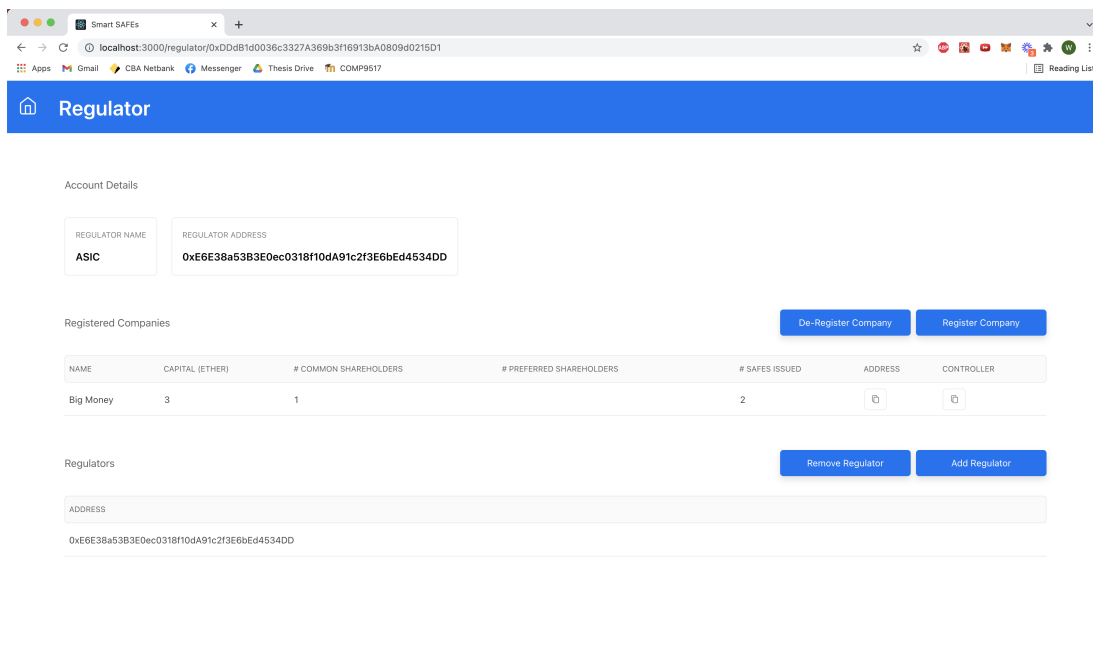 Smart SAFEs
localhost:3000/regulator/0xDDdB1d0036c3327A369b3f16913bA0809d0215D1
ABP
2
W
Apps Gmail CBA Netbank Messenger Thesis Drive COMP9517 Reading List
Regulator
Account Details
REGULATOR NAME REGULATOR ADDRESS
ASIC 0xE6E38a53B3E0ec0318f10dA91c2f3E6bEd4534DD
Registered Companies De-Register Company Register Company
NAME CAPITAL (ETHER) # COMMON SHAREHOLDERS # PREFERRED SHAREHOLDERS # SAFES ISSUED ADDRESS CONTROLLER
Big Money 3 1 2
Regulators Remove Regulator Add Regulator
ADDRESS
0xE6E38a53B3E0ec0318f10dA91c2f3E6bEd4534DD